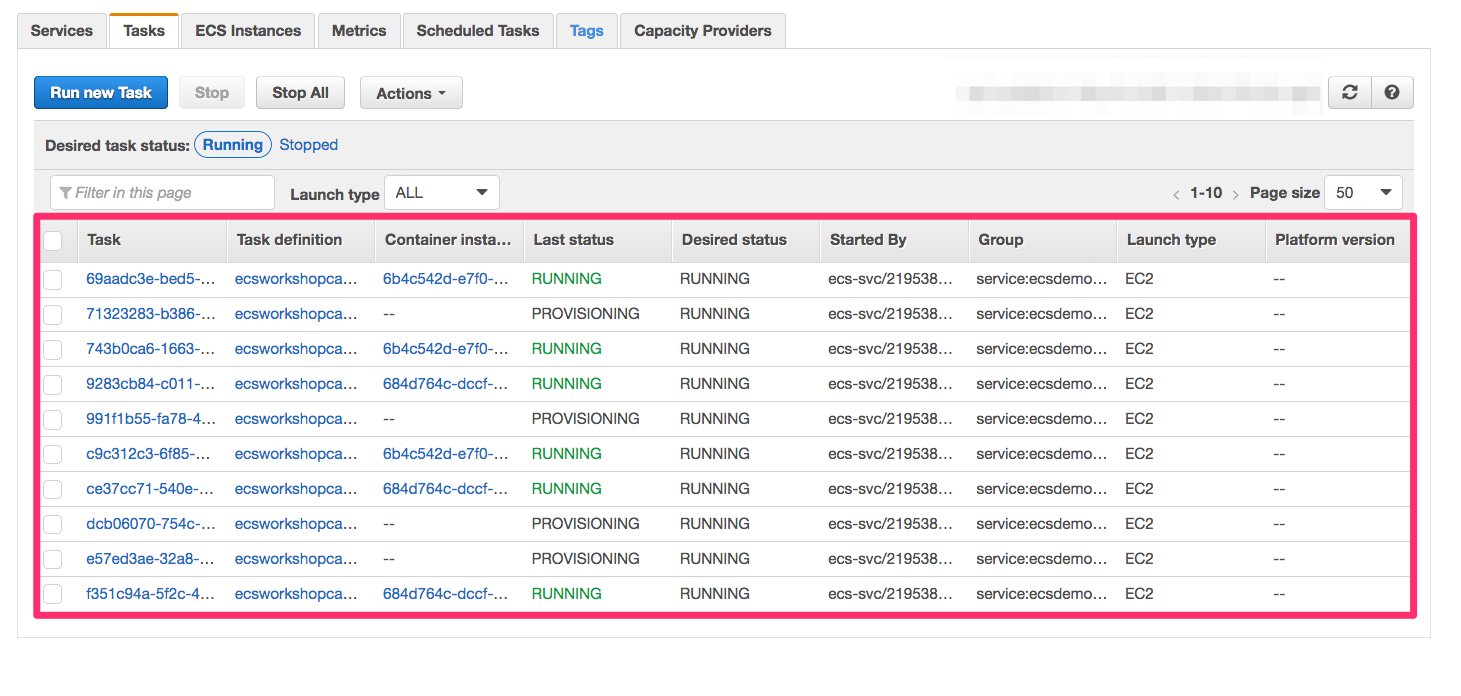 Services Tasks ECS Instances Metrics Scheduled Tasks Tags Capacity Providers
Run new Task Stop Stop All Actions
Desired task status: Running Stopped
Filter in this page Launch type ALL 1-10 Page size 50
Task Task definition Container insta... Last status Desired status Started By Group Launch type Platform version
69aadc3e-bed5-... ecsworkshopca... 6b4c542d-e7f0-... RUNNING RUNNING ecs-svc/219538... service:ecsdemo... EC2 --
71323283-b386-... ecsworkshopca... -- PROVISIONING RUNNING ecs-svc/219538... service:ecsdemo... EC2 --
743b0ca6-1663-... ecsworkshopca... 6b4c542d-e7f0-... RUNNING RUNNING ecs-svc/219538... service:ecsdemo... EC2 --
9283cb84-c011-... ecsworkshopca... 684d764c-dccf-... RUNNING RUNNING ecs-svc/219538... service:ecsdemo... EC2 --
991f1b55-fa78-4... ecsworkshopca... -- PROVISIONING RUNNING ecs-svc/219538... service:ecsdemo... EC2 --
c9c312c3-6f85-... ecsworkshopca... 6b4c542d-e7f0-... RUNNING RUNNING ecs-svc/219538... service:ecsdemo... EC2 --
ce37cc71-540e-... ecsworkshopca... 684d764c-dccf-... RUNNING RUNNING ecs-svc/219538... service:ecsdemo... EC2 --
dcb06070-754c-... ecsworkshopca... -- PROVISIONING RUNNING ecs-svc/219538... service:ecsdemo... EC2 --
e57ed3ae-32a8-... ecsworkshopca... -- PROVISIONING RUNNING ecs-svc/219538... service:ecsdemo... EC2 --
f351c94a-5f2c-4... ecsworkshopca... 684d764c-dccf-... RUNNING RUNNING ecs-svc/219538... service:ecsdemo... EC2 --